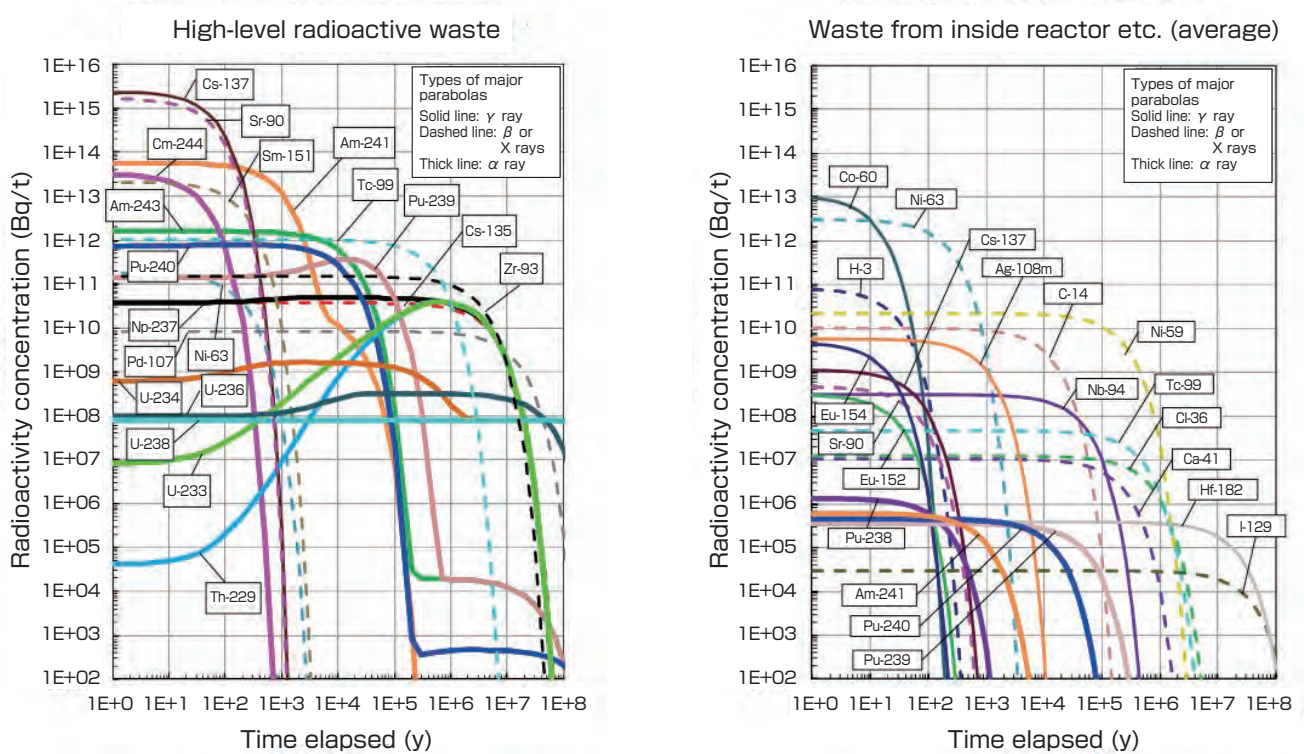 High-level radioactive waste
Radioactivity concentration (Bq/t)
1E+16
1E+15
1E+14
1E+13
1E+12
1E+11
1E+10
1E+09
1E+08
1E+07
1E+06
1E+05
1E+04
1E+03
1E+02
Types of major
parabolas
Solid line: γ ray
Dashed line: β or
X rays
Thick line: α ray
Cs-137
Sr-90
Cm-244
Sm-151
Am-241
Tc-99
Pu-239
Am-243
Cs-135
Pu-240
Zr-93
Np-237
Pd-107
Ni-63
U-234
U-236
U-238
U-233
Th-229
1E+0 1E+1 1E+2 1E+3 1E+4 1E+5 1E+6 1E+7 1E+8
Time elapsed (y)
Waste from inside reactor etc. (average)
Radioactivity concentration (Bq/t)
1E+16
1E+15
1E+14
1E+13
1E+12
1E+11
1E+10
1E+09
1E+08
1E+07
1E+06
1E+05
1E+04
1E+03
1E+02
Types of major
parabolas
Solid line: γ ray
Dashed line: β or
X rays
Thick line: α ray
Co-60
Ni-63
Cs-137
H-3
Ag-108m
C-14
Ni-59
Nb-94
Tc-99
Eu-154
Cl-36
Sr-90
Ca-41
Eu-152
Hf-182
I-129
Pu-238
Am-241
Pu-240
Pu-239
1E+0 1E+1 1E+2 1E+3 1E+4 1E+5 1E+6 1E+7 1E+8
Time elapsed (y)